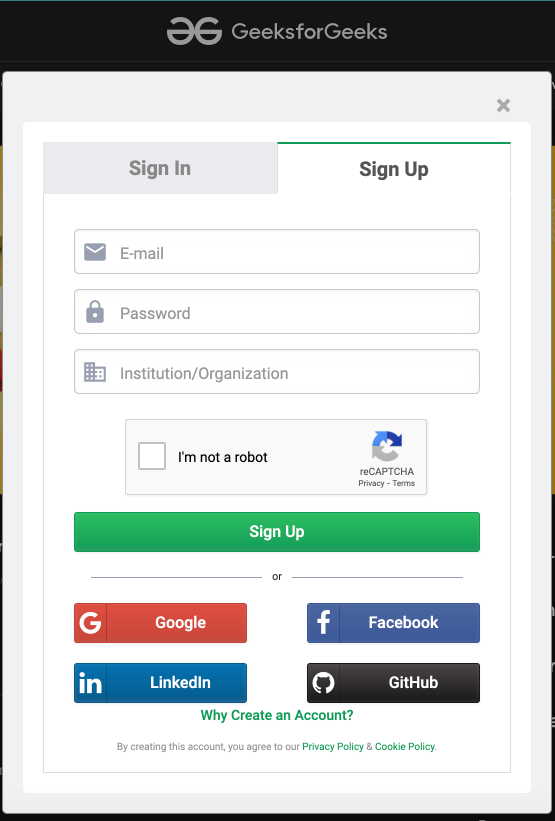 GeeksforGeeks
×
Sign In
Sign Up
E-mail
Password
Institution/Organization
I'm not a robot
reCAPTCHA
Privacy - Terms
Sign Up
or
Google
Facebook
LinkedIn
GitHub
Why Create an Account?
By creating this account, you agree to our Privacy Policy & Cookie Policy.